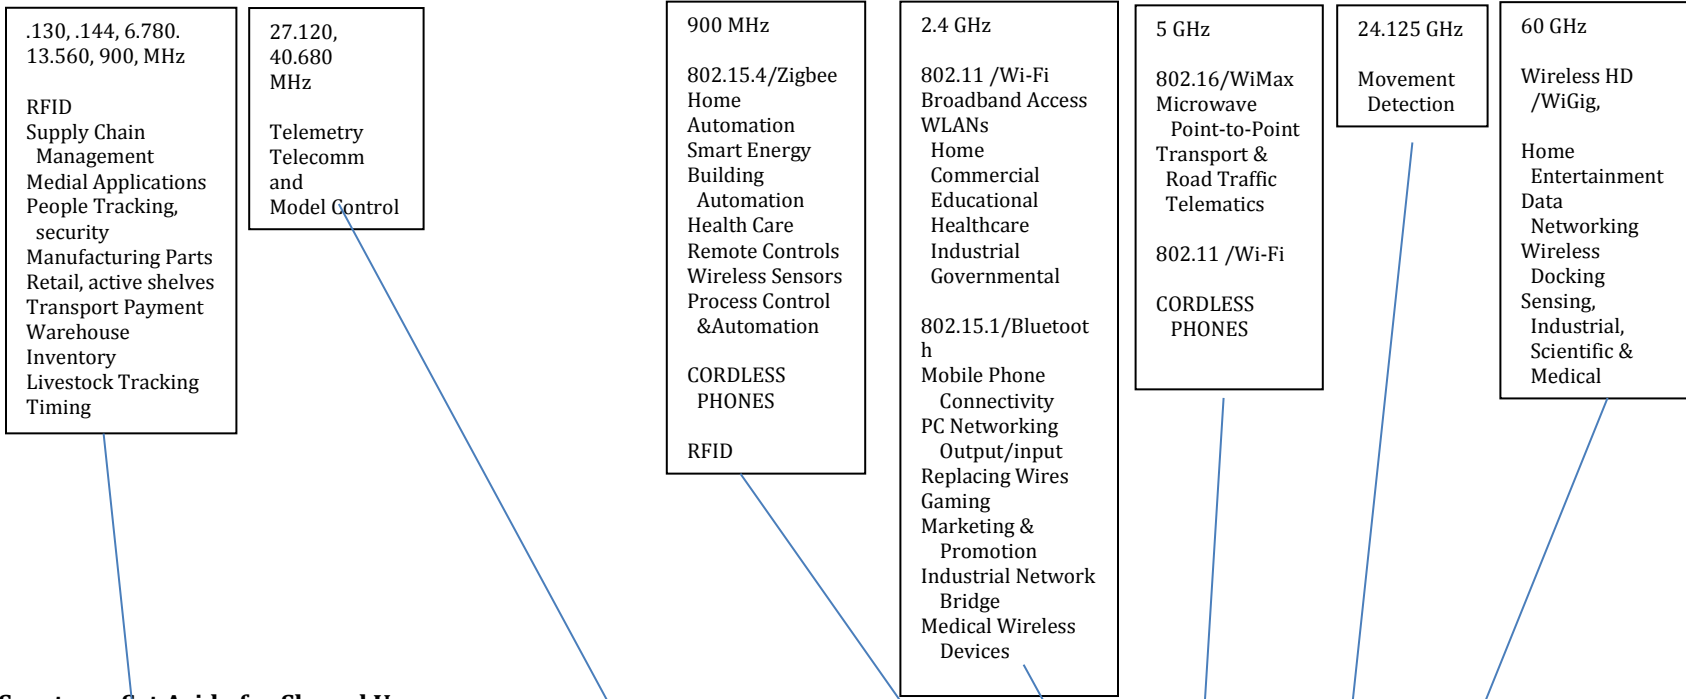 .130, .144, 6.780.
13.560, 900, MHz
RFID
Supply Chain
Management
Medial Applications
People Tracking,
security
Manufacturing Parts
Retail, active shelves
Transport Payment
Warehouse
Inventory
Livestock Tracking
Timing
27.120,
40.680
MHz
Telemetry
Telecomm
and
Model Control
900 MHz
802.15.4/Zigbee
Home
Automation
Smart Energy
Building
Automation
Health Care
Remote Controls
Wireless Sensors
Process Control
&Automation
CORDLESS
PHONES
RFID
2.4 GHz
802.11 /Wi-Fi
Broadband Access
WLANs
Home
Commercial
Educational
Healthcare
Industrial
Governmental
802.15.1/Bluetoot
h
Mobile Phone
Connectivity
PC Networking
Output/input
Replacing Wires
Gaming
Marketing &
Promotion
Industrial Network
Bridge
Medical Wireless
Devices
5 GHz
802.16/WiMax
Microwave
Point-to-Point
Transport &
Road Traffic
Telematics
802.11 /Wi-Fi
CORDLESS
PHONES
24.125 GHz
Movement
Detection
60 GHz
Wireless HD
/WiGig,
Home
Entertainment
Data
Networking
Wireless
Docking
Sensing,
Industrial,
Scientific &
Medical